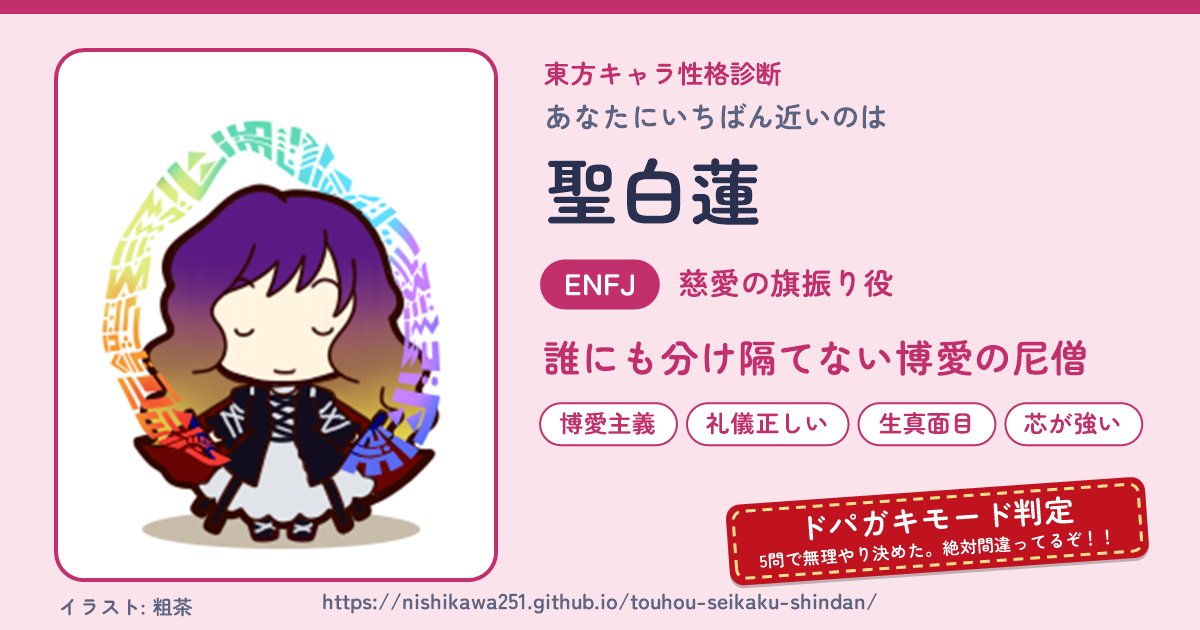 東方キャラ性格診断
あなたにいちばん近いのは
聖白蓮
ENFJ 慈愛の旗振り役
誰にも分け隔てない博愛の尼僧
博愛主義 礼儀正しい 生真面目 芯が強い
ドパガキモード判定
5問で無理やり決めた。絶対間違ってるぞ！！
イラスト: 粗茶
https://nishikawa251.github.io/touhou-seikaku-shindan/